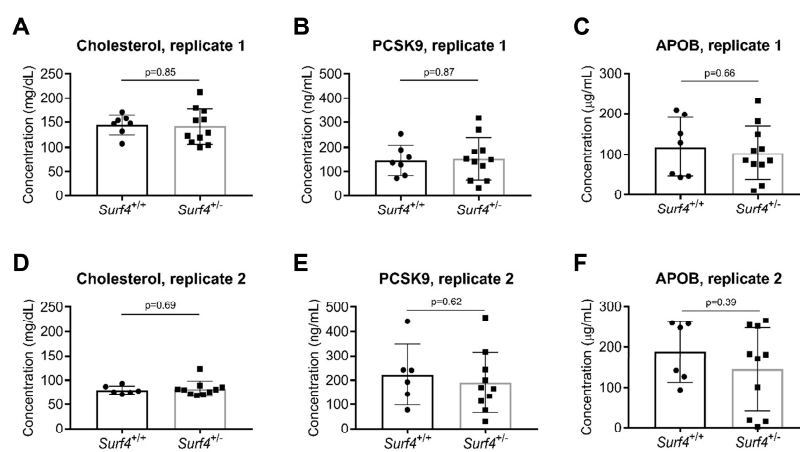 A
Cholesterol, replicate 1
Concentration (mg/dL)
250
200
150
100
50
0
p=0.85
Surf4+/+
Surf4+/-
B
PCSK9, replicate 1
Concentration (ng/mL)
500
400
300
200
100
0
p=0.87
Surf4+/+
Surf4+/-
C
APOB, replicate 1
Concentration (µg/mL)
300
200
100
0
p=0.66
Surf4+/+
Surf4+/-
D
Cholesterol, replicate 2
Concentration (mg/dL)
250
200
150
100
50
0
p=0.69
Surf4+/+
Surf4+/-
E
PCSK9, replicate 2
Concentration (ng/mL)
500
400
300
200
100
0
p=0.62
Surf4+/+
Surf4+/-
F
APOB, replicate 2
Concentration (µg/mL)
300
200
100
0
p=0.39
Surf4+/+
Surf4+/-